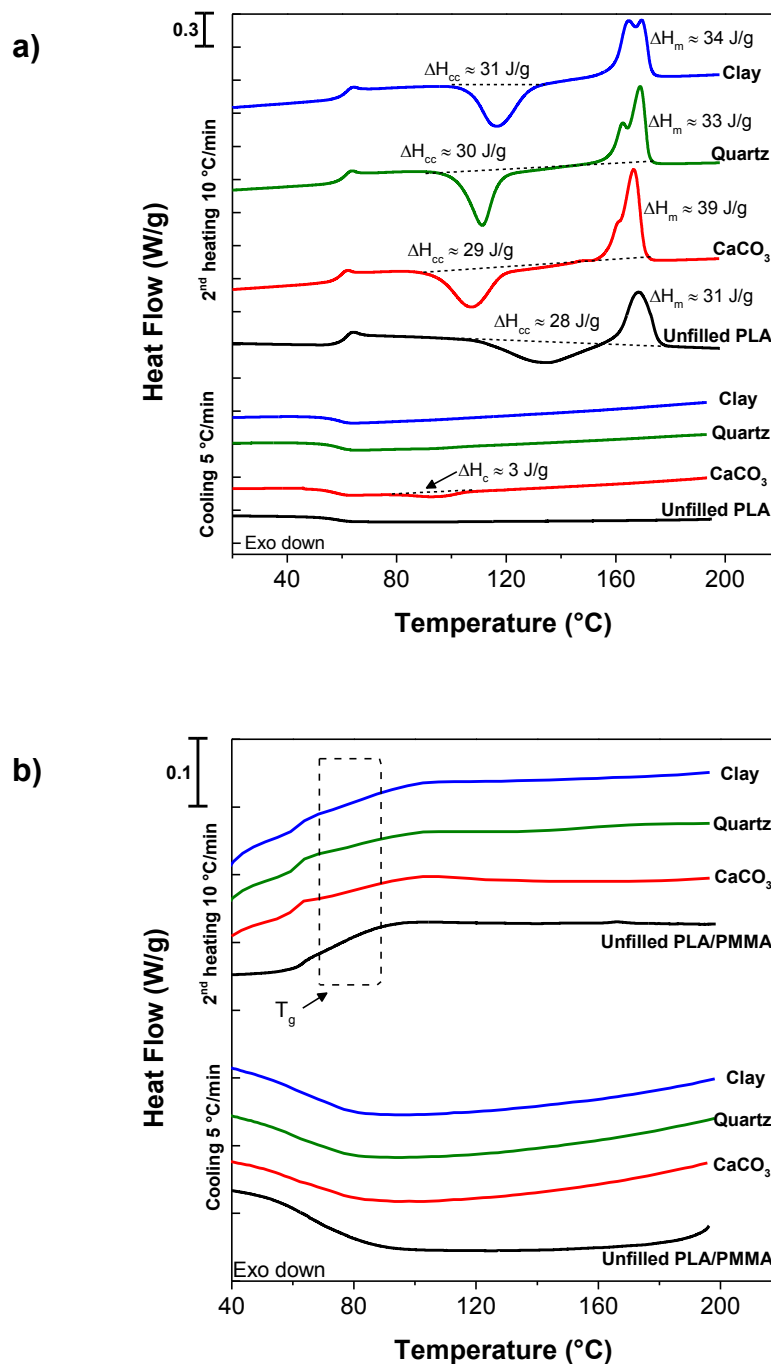 a)
0.3
ΔHm ≈ 34 J/g
Clay
ΔHcc ≈ 31 J/g
ΔHm ≈ 33 J/g
Quartz
ΔHcc ≈ 30 J/g
ΔHm ≈ 39 J/g
CaCO3
ΔHcc ≈ 29 J/g
ΔHm ≈ 31 J/g
ΔHcc ≈ 28 J/g
Unfilled PLA
Heat Flow (W/g)
2nd heating 10 °C/min
Cooling 5 °C/min
Clay
Quartz
ΔHc ≈ 3 J/g
CaCO3
Unfilled PLA
Exo down
40 80 120 160 200
Temperature (°C)
b)
0.1
Clay
Quartz
CaCO3
Unfilled PLA/PMMA
Tg
Heat Flow (W/g)
2nd heating 10 °C/min
Cooling 5 °C/min
Clay
Quartz
CaCO3
Unfilled PLA/PMMA
Exo down
40 80 120 160 200
Temperature (°C)